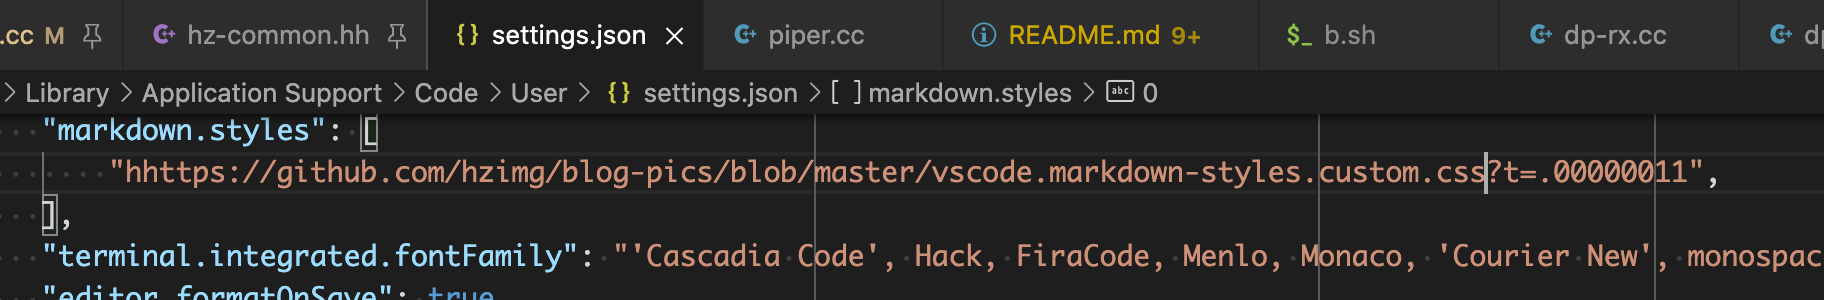 .cc M hz-common.hh settings.json piper.cc README.md 9+ $_ b.sh dp-rx.cc
> Library > Application Support > Code > User > {} settings.json > [ ] markdown.styles > abc 0
"markdown.styles": [
"hhttps://github.com/hzimg/blog-pics/blob/master/vscode.markdown-styles.custom.css?t=.00000011",
],
"terminal.integrated.fontFamily": "'Cascadia Code', Hack, FiraCode, Menlo, Monaco, 'Courier New', monospac
"editor.formatOnSave": true